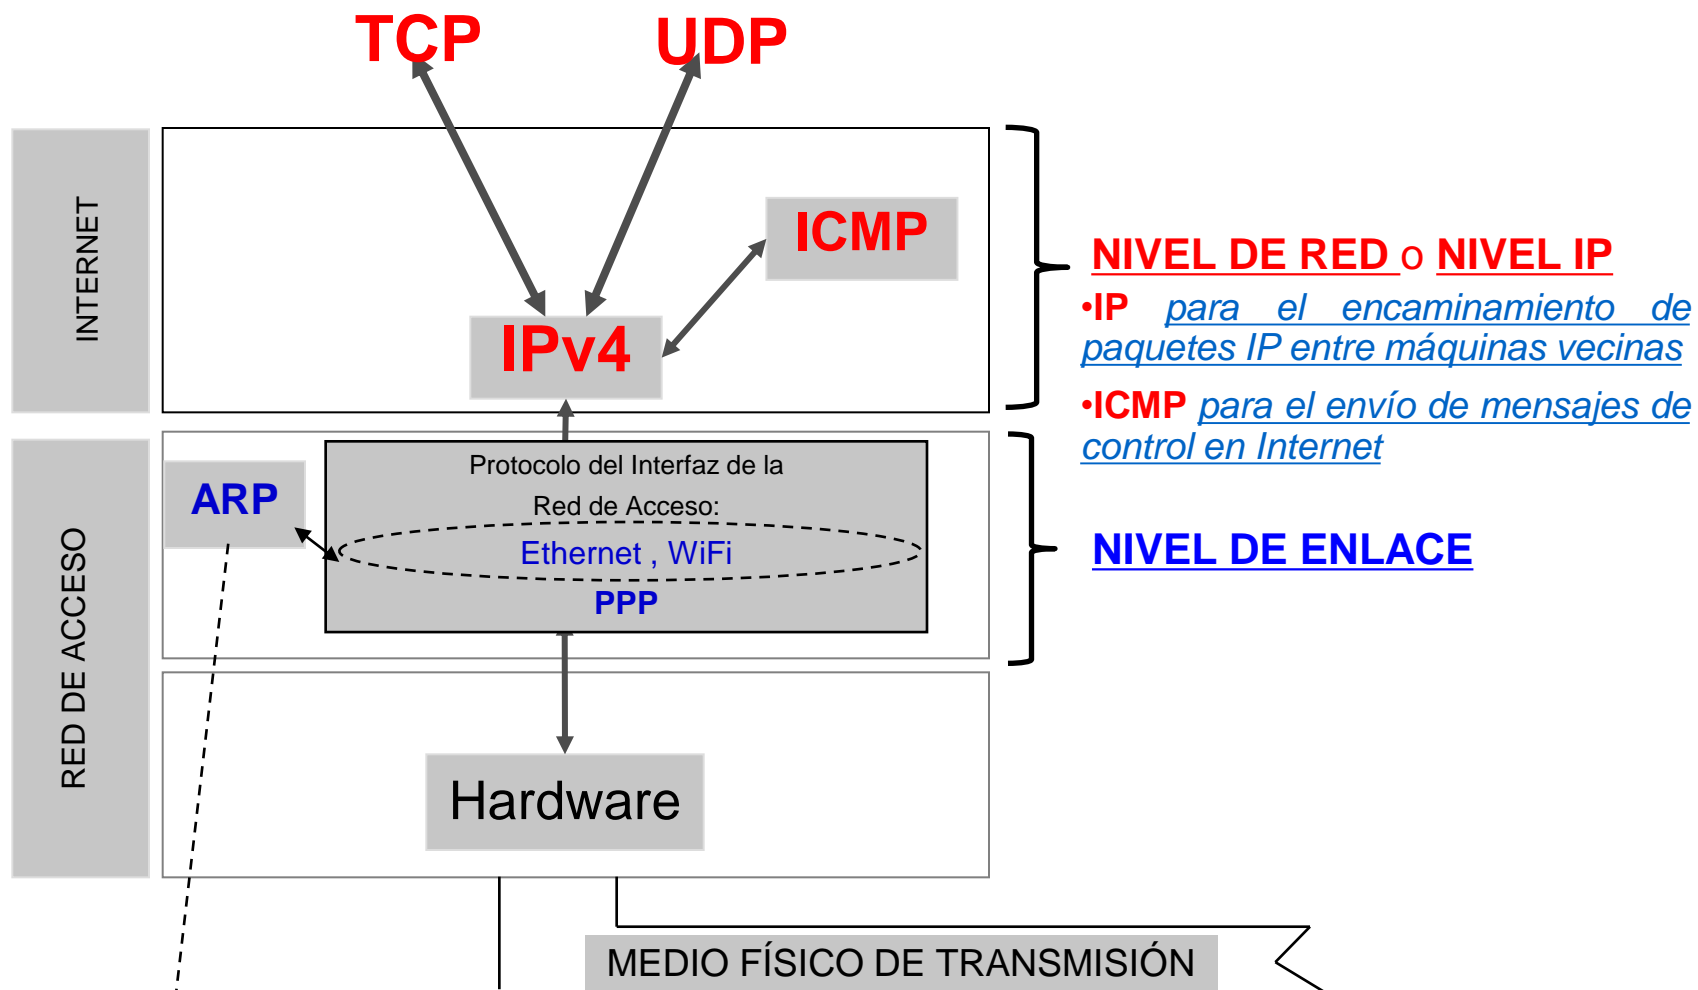 TCP
UDP
INTERNET
ICMP
IPv4
NIVEL DE RED o NIVEL IP
•IP para el encaminamiento de
paquetes IP entre máquinas vecinas
•ICMP para el envío de mensajes de
control en Internet
RED DE ACCESO
ARP
Protocolo del Interfaz de la
Red de Acceso:
Ethernet , WiFi
PPP
NIVEL DE ENLACE
Hardware
MEDIO FÍSICO DE TRANSMISIÓN